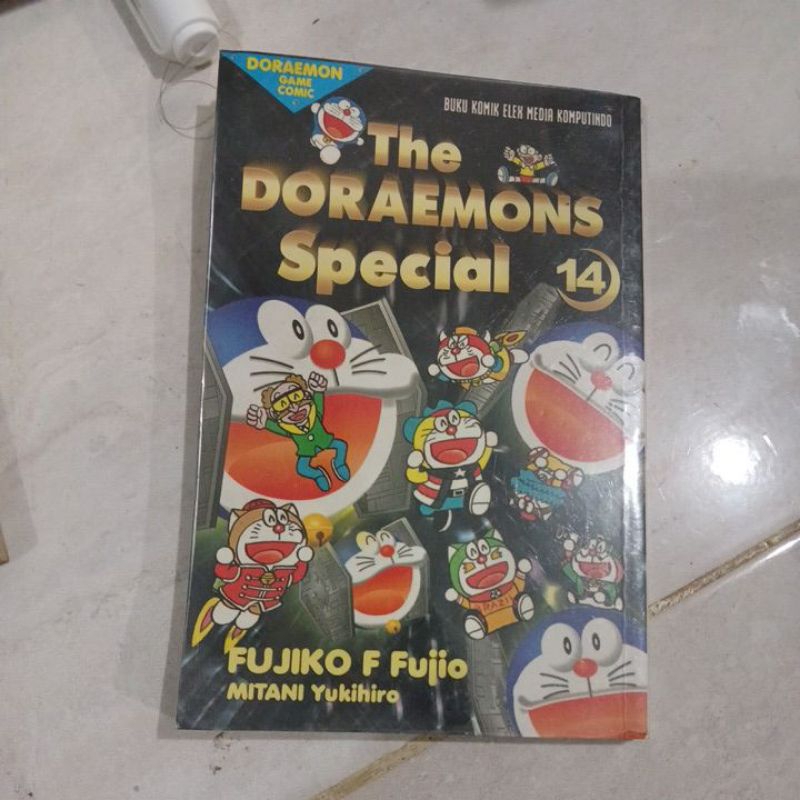 DORAEMON
GAME
COMIC
BUKU KOMIK ELEX MEDIA KOMPUTINDO
The
DORAEMONS
Special
14
FUJIKO F Fujio
MITANI Yukihiro